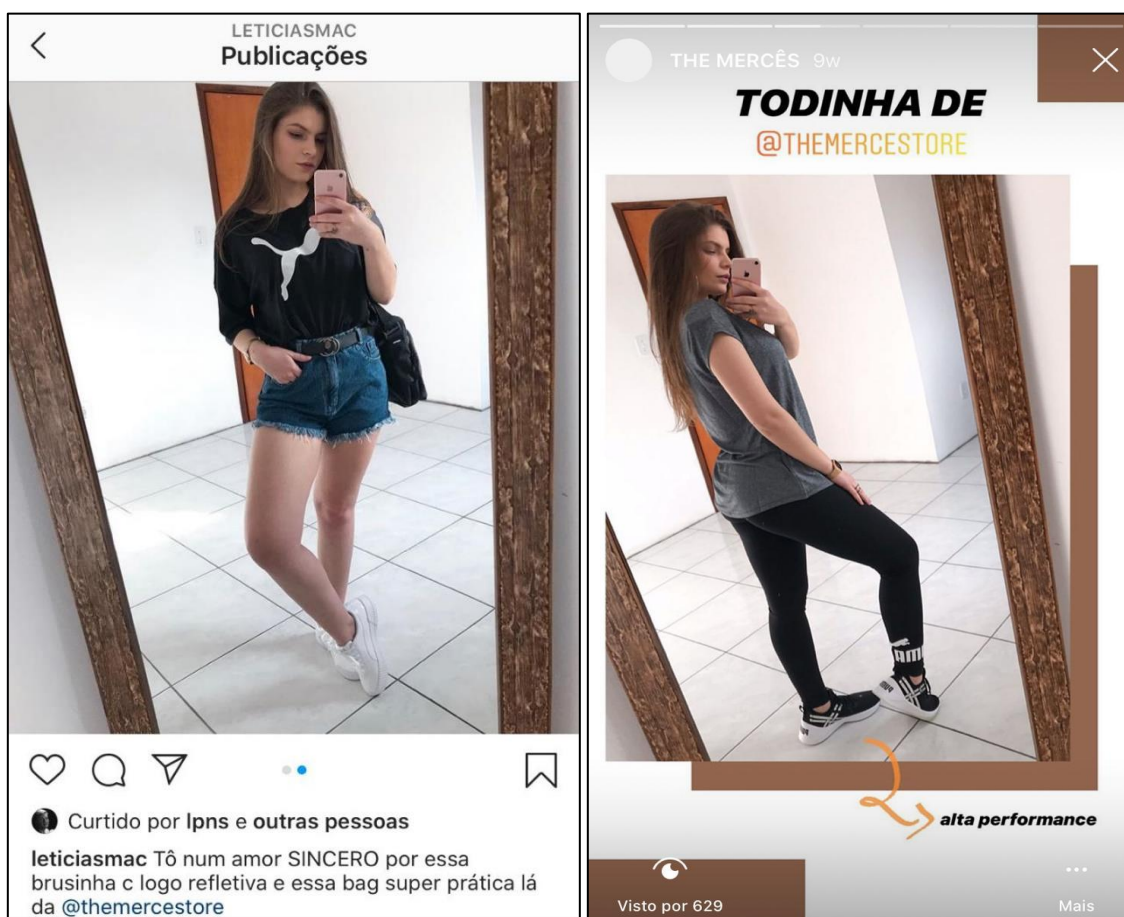 LETICIASMAC
Publicações
Curtido por lpns e outras pessoas
leticiasmac Tô num amor SINCERO por essa
brusinha c logo refletiva e essa bag super prática lá
da @themercestore
THE MERCÊS 9w
TODINHA DE
@THEMERCESTORE
alta performance
Visto por 629
Mais